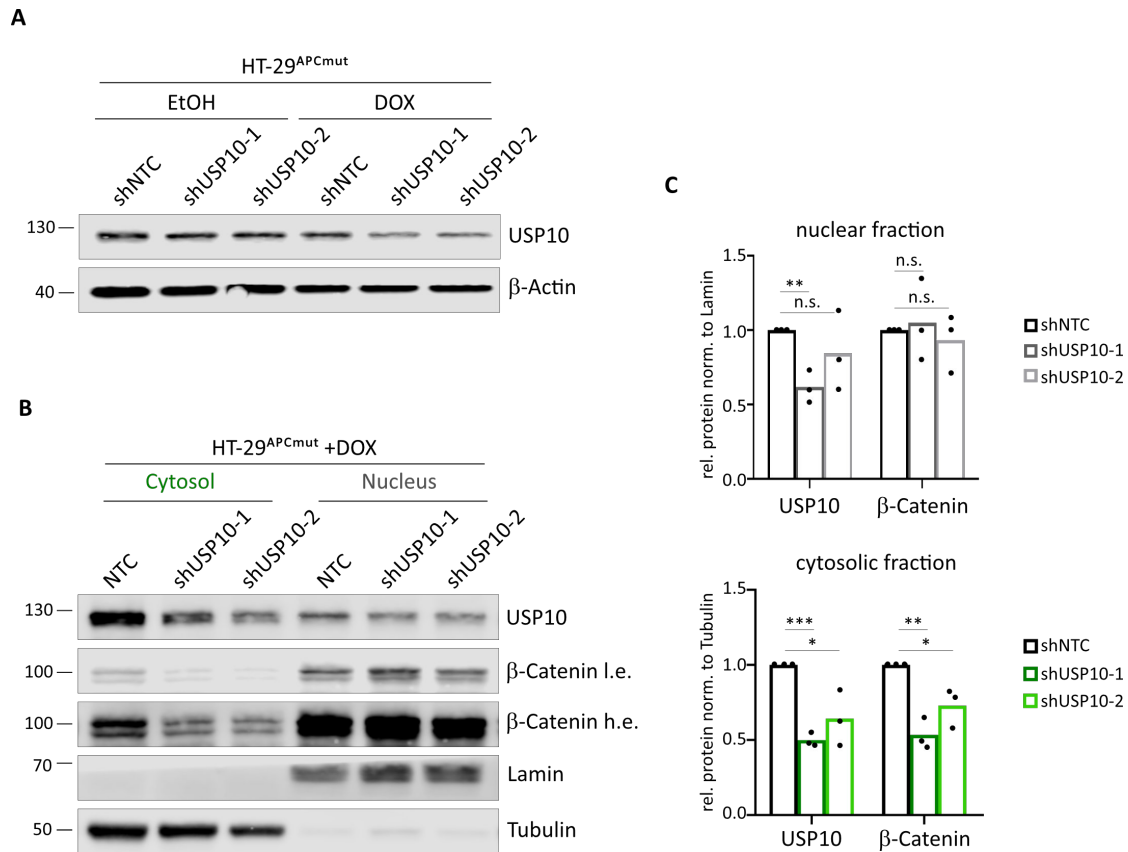 A
HT-29APCmut
EtOH DOX
shNTC shUSP10-1 shUSP10-2 shNTC shUSP10-1 shUSP10-2
130 USP10
40 β-Actin
B
HT-29APCmut +DOX
Cytosol Nucleus
NTC shUSP10-1 shUSP10-2 NTC shUSP10-1 shUSP10-2
130 USP10
100 β-Catenin l.e.
100 β-Catenin h.e.
70 Lamin
50 Tubulin
C
nuclear fraction
rel. protein norm. to Lamin
1.5
1.0
0.5
0.0
** n.s. n.s. n.s.
USP10 β-Catenin
shNTC
shUSP10-1
shUSP10-2
cytosolic fraction
rel. protein norm. to Tubulin
1.5
1.0
0.5
0.0
*** * ** *
USP10 β-Catenin
shNTC
shUSP10-1
shUSP10-2